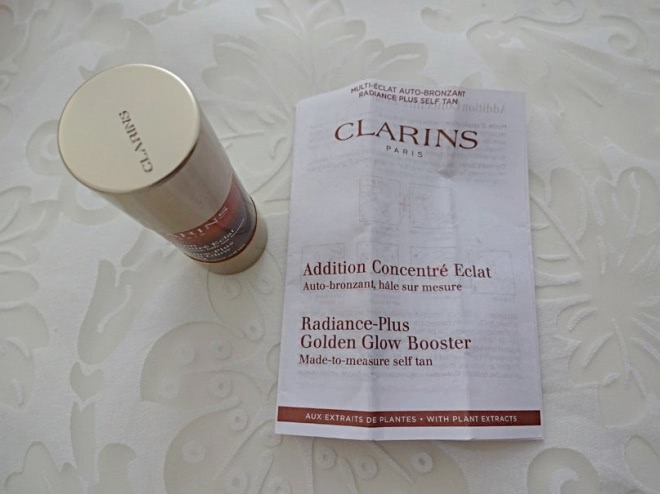 CLARINS
CLARINS
MULTI-ÉCLAT AUTO-BRONZANT
RADIANCE PLUS SELF TAN
CLARINS
PARIS
Addition Concentré Eclat
Auto-bronzant, hâle sur mesure
Radiance-Plus
Golden Glow Booster
Made-to-measure self tan
AUX EXTRAITS DE PLANTES • WITH PLANT EXTRACTS